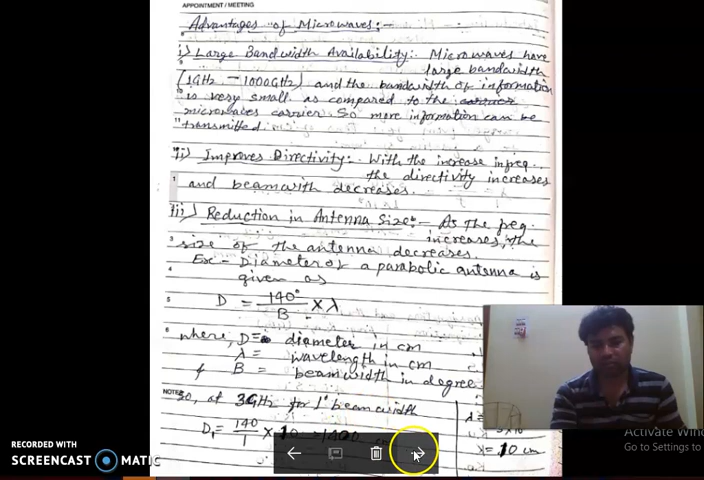 APPOINTMENT / MEETING
Advantages of Microwaves:-
i) Large Bandwidth Availability: Microwaves have
large bandwidth
(1GHz - 1000GHz) and the bandwidth of information
is very small as compared to the
microwaves carrier. So more information can be
transmitted.
ii) Improves Directivity:- With the increase in freq.
the directivity increases
and beamwith decreases.
iii) Reduction in Antenna Size:- As the freq.
increases, the
size of the antenna decreases.
Ex:- Diameter of a parabolic antenna is
given as
D = 140°/B × λ
where, D = diameter in cm
λ = wavelength in cm
& B = beamwidth in degree
NOTES
So, at 3GHz for 1° beamwidth
D₁ = 140/1 × 10 = 1400 cm
λ = 10 cm
RECORDED WITH
SCREENCAST MATIC
Activate Win
Go to Settings to